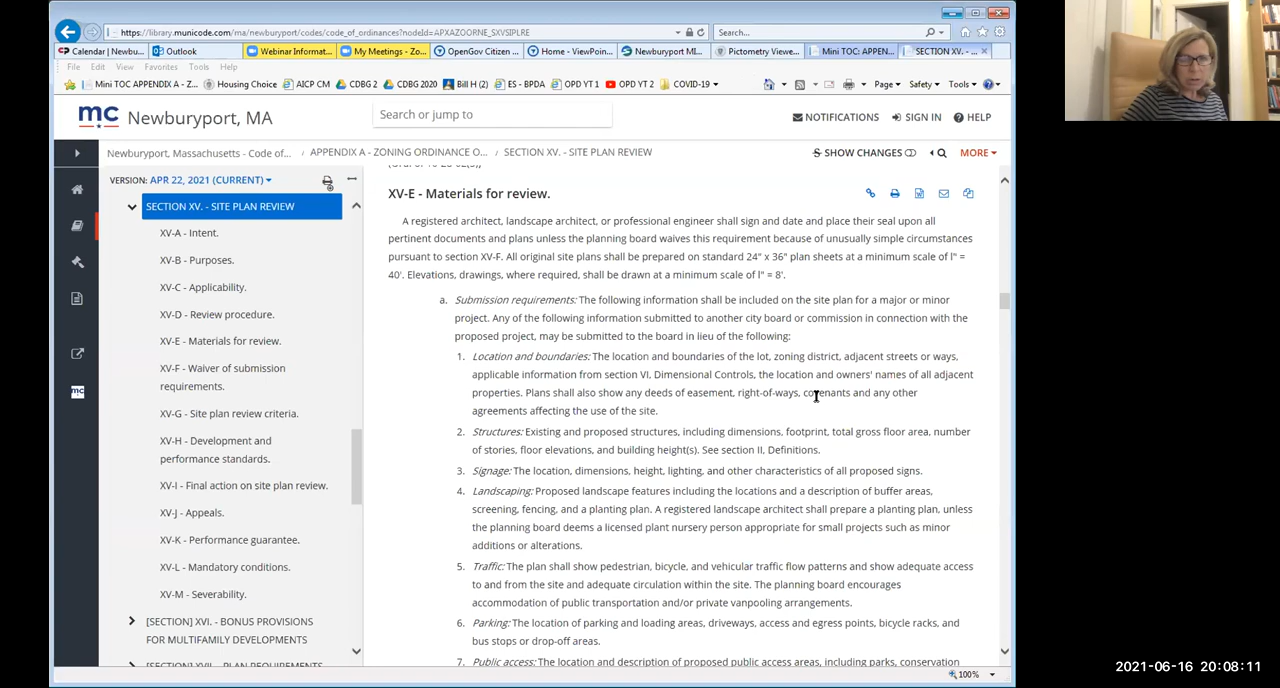 https://library.municode.com/ma/newburyport/codes/code_of_ordinances?nodeId=APXAZOORNE_SXVSIPLRE
Search...
Calendar | Newbu...
Outlook
Webinar Informat...
My Meetings - Zo...
OpenGov Citizen ...
Home - ViewPoin...
Newburyport MI...
Pictometry Viewe...
Mini TOC: APPEN...
SECTION XV. - ...
File Edit View Favorites Tools Help
Mini TOC APPENDIX A - Z...
Housing Choice
AICP CM
CDBG 2
CDBG 2020
Bill H (2)
ES - BPDA
OPD YT 1
OPD YT 2
COVID-19
Page
Safety
Tools
mc Newburyport, MA
Search or jump to
NOTIFICATIONS
SIGN IN
HELP
Newburyport, Massachusetts - Code of... / APPENDIX A - ZONING ORDINANCE O... / SECTION XV. - SITE PLAN REVIEW
SHOW CHANGES
MORE
VERSION: APR 22, 2021 (CURRENT)
SECTION XV. - SITE PLAN REVIEW
XV-A - Intent.
XV-B - Purposes.
XV-C - Applicability.
XV-D - Review procedure.
XV-E - Materials for review.
XV-F - Waiver of submission
requirements.
XV-G - Site plan review criteria.
XV-H - Development and
performance standards.
XV-I - Final action on site plan review.
XV-J - Appeals.
XV-K - Performance guarantee.
XV-L - Mandatory conditions.
XV-M - Severability.
[SECTION] XVI. - BONUS PROVISIONS
FOR MULTIFAMILY DEVELOPMENTS
[SECTION] XVII. - PLAN REQUIREMENTS
XV-E - Materials for review.
A registered architect, landscape architect, or professional engineer shall sign and date and place their seal upon all
pertinent documents and plans unless the planning board waives this requirement because of unusually simple circumstances
pursuant to section XV-F. All original site plans shall be prepared on standard 24" x 36" plan sheets at a minimum scale of l" =
40'. Elevations, drawings, where required, shall be drawn at a minimum scale of l" = 8'.
a. Submission requirements: The following information shall be included on the site plan for a major or minor
project. Any of the following information submitted to another city board or commission in connection with the
proposed project, may be submitted to the board in lieu of the following:
1. Location and boundaries: The location and boundaries of the lot, zoning district, adjacent streets or ways,
applicable information from section VI, Dimensional Controls, the location and owners' names of all adjacent
properties. Plans shall also show any deeds of easement, right-of-ways, covenants and any other
agreements affecting the use of the site.
2. Structures: Existing and proposed structures, including dimensions, footprint, total gross floor area, number
of stories, floor elevations, and building height(s). See section II, Definitions.
3. Signage: The location, dimensions, height, lighting, and other characteristics of all proposed signs.
4. Landscaping: Proposed landscape features including the locations and a description of buffer areas,
screening, fencing, and a planting plan. A registered landscape architect shall prepare a planting plan, unless
the planning board deems a licensed plant nursery person appropriate for small projects such as minor
additions or alterations.
5. Traffic: The plan shall show pedestrian, bicycle, and vehicular traffic flow patterns and show adequate access
to and from the site and adequate circulation within the site. The planning board encourages
accommodation of public transportation and/or private vanpooling arrangements.
6. Parking: The location of parking and loading areas, driveways, access and egress points, bicycle racks, and
bus stops or drop-off areas.
7. Public access: The location and description of proposed public access areas, including parks, conservation
100%
2021-06-16 20:08:11